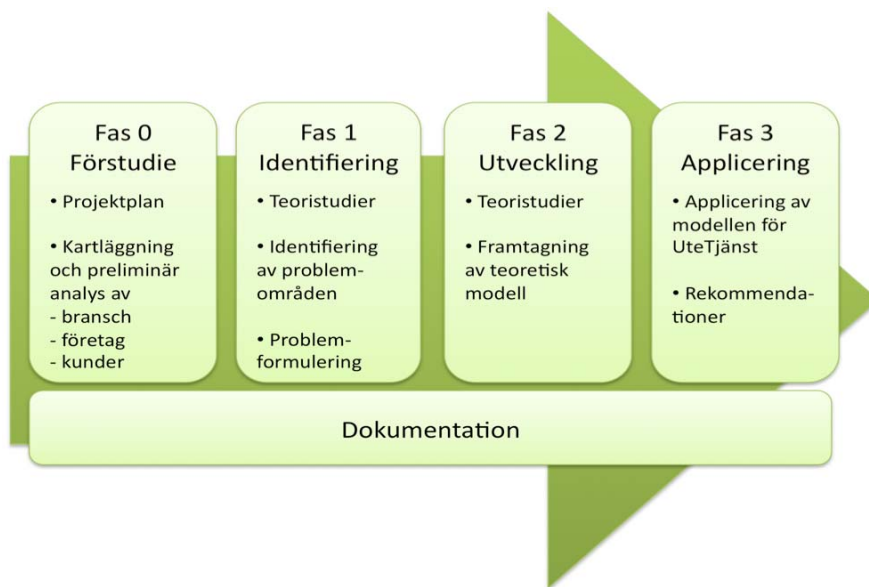 Fas 0
Förstudie
• Projektplan
• Kartläggning
och preliminär
analys av
- bransch
- företag
- kunder
Fas 1
Identifiering
• Teoristudier
• Identifiering
av problem-
områden
• Problem-
formulering
Fas 2
Utveckling
• Teoristudier
• Framtagning
av teoretisk
modell
Fas 3
Applicering
• Applicering av
modellen för
UteTjänst
• Rekommenda-
tioner
Dokumentation